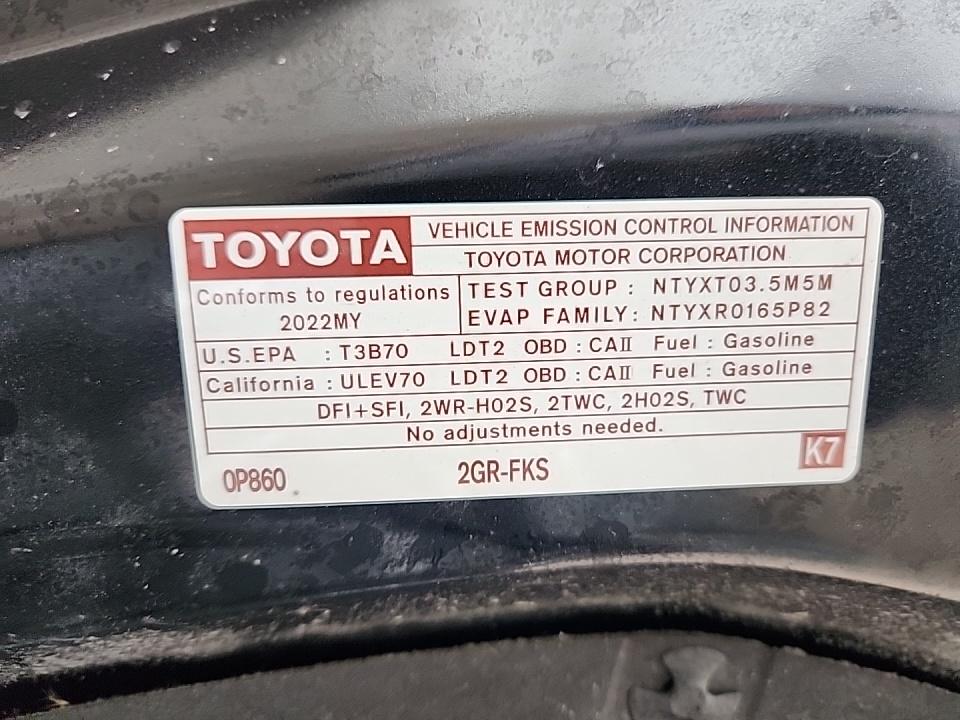 TOYOTA
VEHICLE EMISSION CONTROL INFORMATION
TOYOTA MOTOR CORPORATION
Conforms to regulations
2022MY
TEST GROUP : NTYXT03.5M5M
EVAP FAMILY: NTYXR0165P82
U.S.EPA : T3B70 LDT2 OBD : CAII Fuel : Gasoline
California : ULEV70 LDT2 OBD : CAII Fuel : Gasoline
DFI+SFI, 2WR-HO2S, 2TWC, 2HO2S, TWC
No adjustments needed.
0P860 2GR-FKS K7